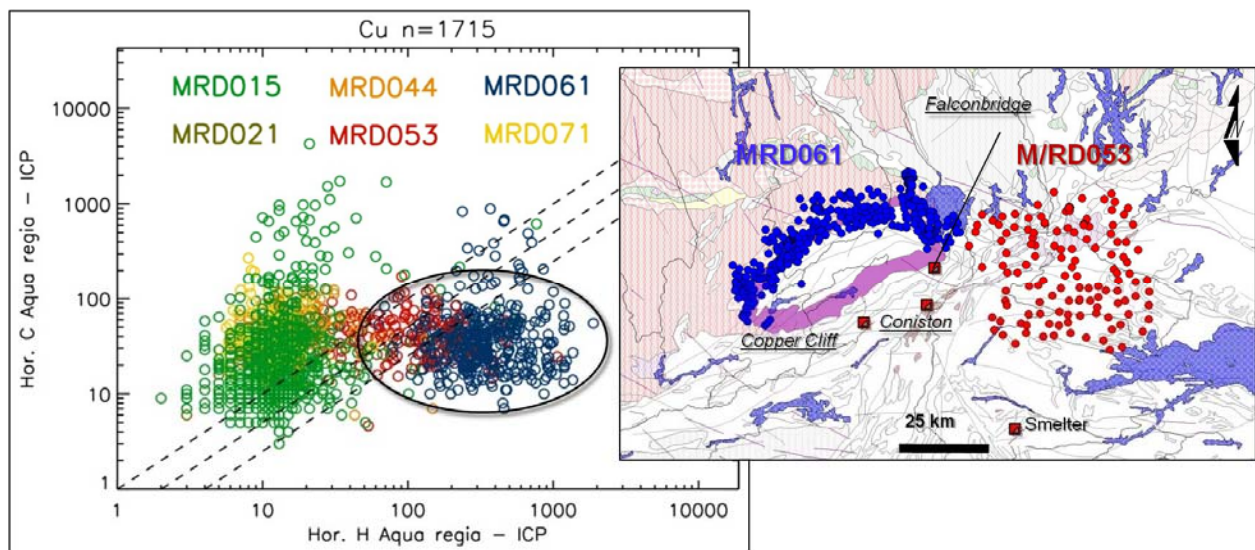 Cu n=1715
MRD015 MRD044 MRD061
MRD021 MRD053 MRD071
10000
1000
100
10
1
Hor. C Aqua regia – ICP
1 10 100 1000 10000
Hor. H Aqua regia – ICP
Falconbridge
N
MRD061 M/RD053
Coniston
Copper Cliff
25 km
Smelter